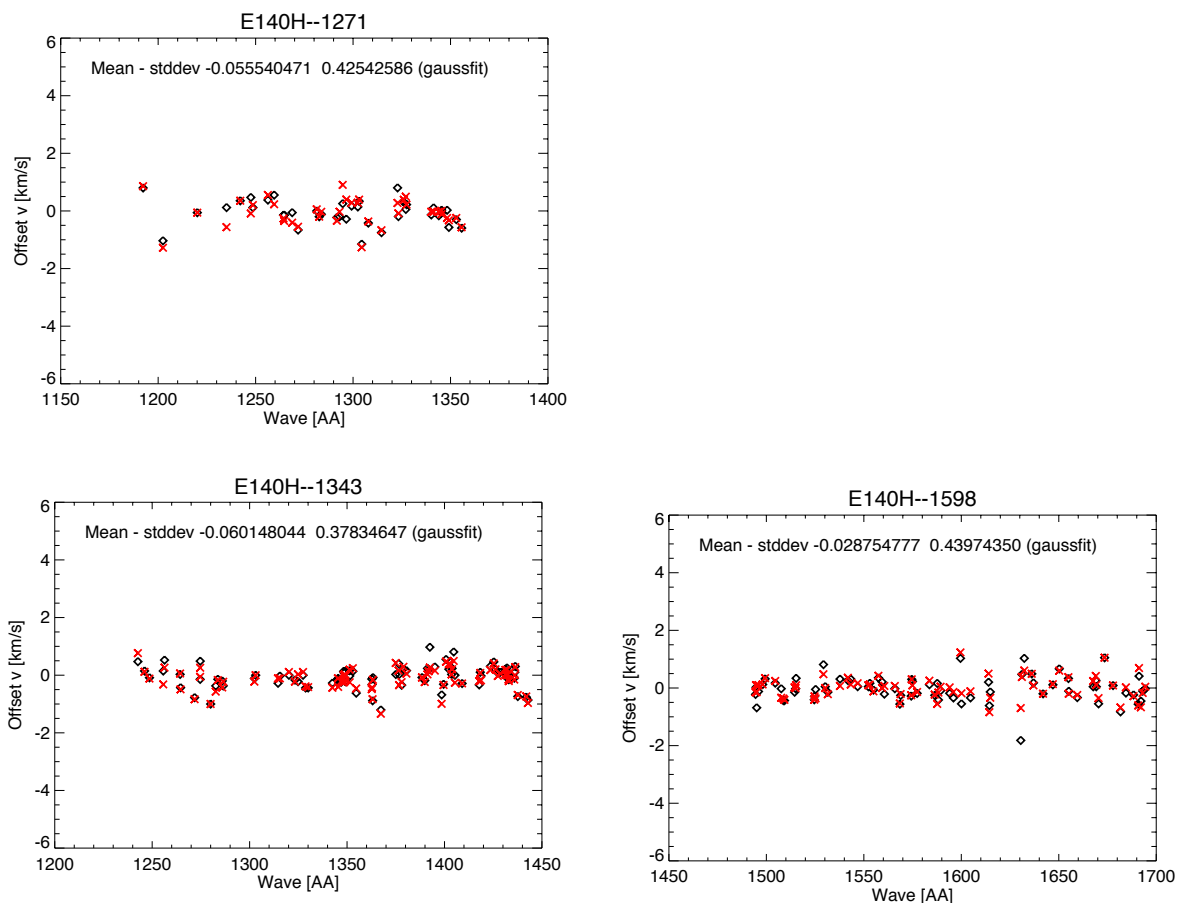 E140H--1271
6
Mean - stddev -0.055540471 0.42542586 (gaussfit)
4
2
0
-2
-4
-6
Offset v [km/s]
1150 1200 1250 1300 1350 1400
Wave [AA]
E140H--1343
6
Mean - stddev -0.060148044 0.37834647 (gaussfit)
4
2
0
-2
-4
-6
Offset v [km/s]
1200 1250 1300 1350 1400 1450
Wave [AA]
E140H--1598
6
Mean - stddev -0.028754777 0.43974350 (gaussfit)
4
2
0
-2
-4
-6
Offset v [km/s]
1450 1500 1550 1600 1650 1700
Wave [AA]